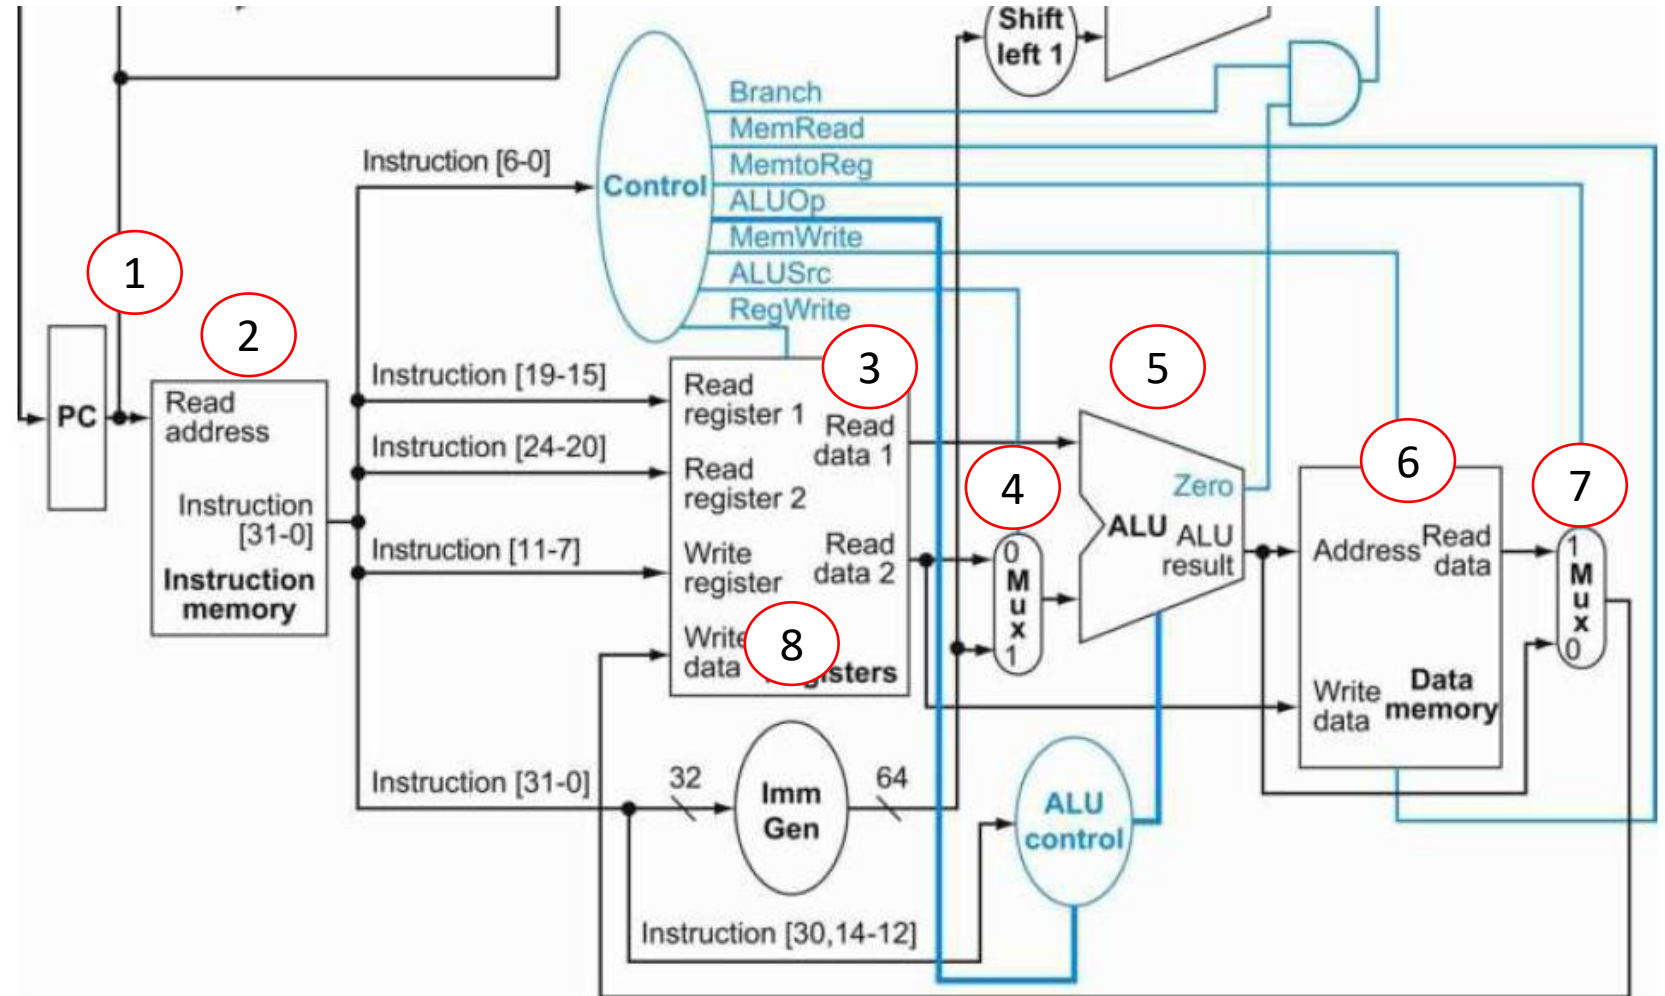 Shift
left 1
Branch
MemRead
MemtoReg
ALUOp
MemWrite
ALUSrc
RegWrite
Instruction [6-0]
Control
1
2
3
5
4
6
7
8
PC
Read
address
Instruction
[31-0]
Instruction
memory
Instruction [19-15]
Instruction [24-20]
Instruction [11-7]
Instruction [31-0]
Read
register 1
Read
data 1
Read
register 2
Write
register
Read
data 2
data
0
M
u
x
1
Zero
ALU
ALU
result
Address
Read
data
Write
data
Data
memory
1
M
u
x
0
32
Imm
Gen
64
ALU
control
Instruction [30,14-12]